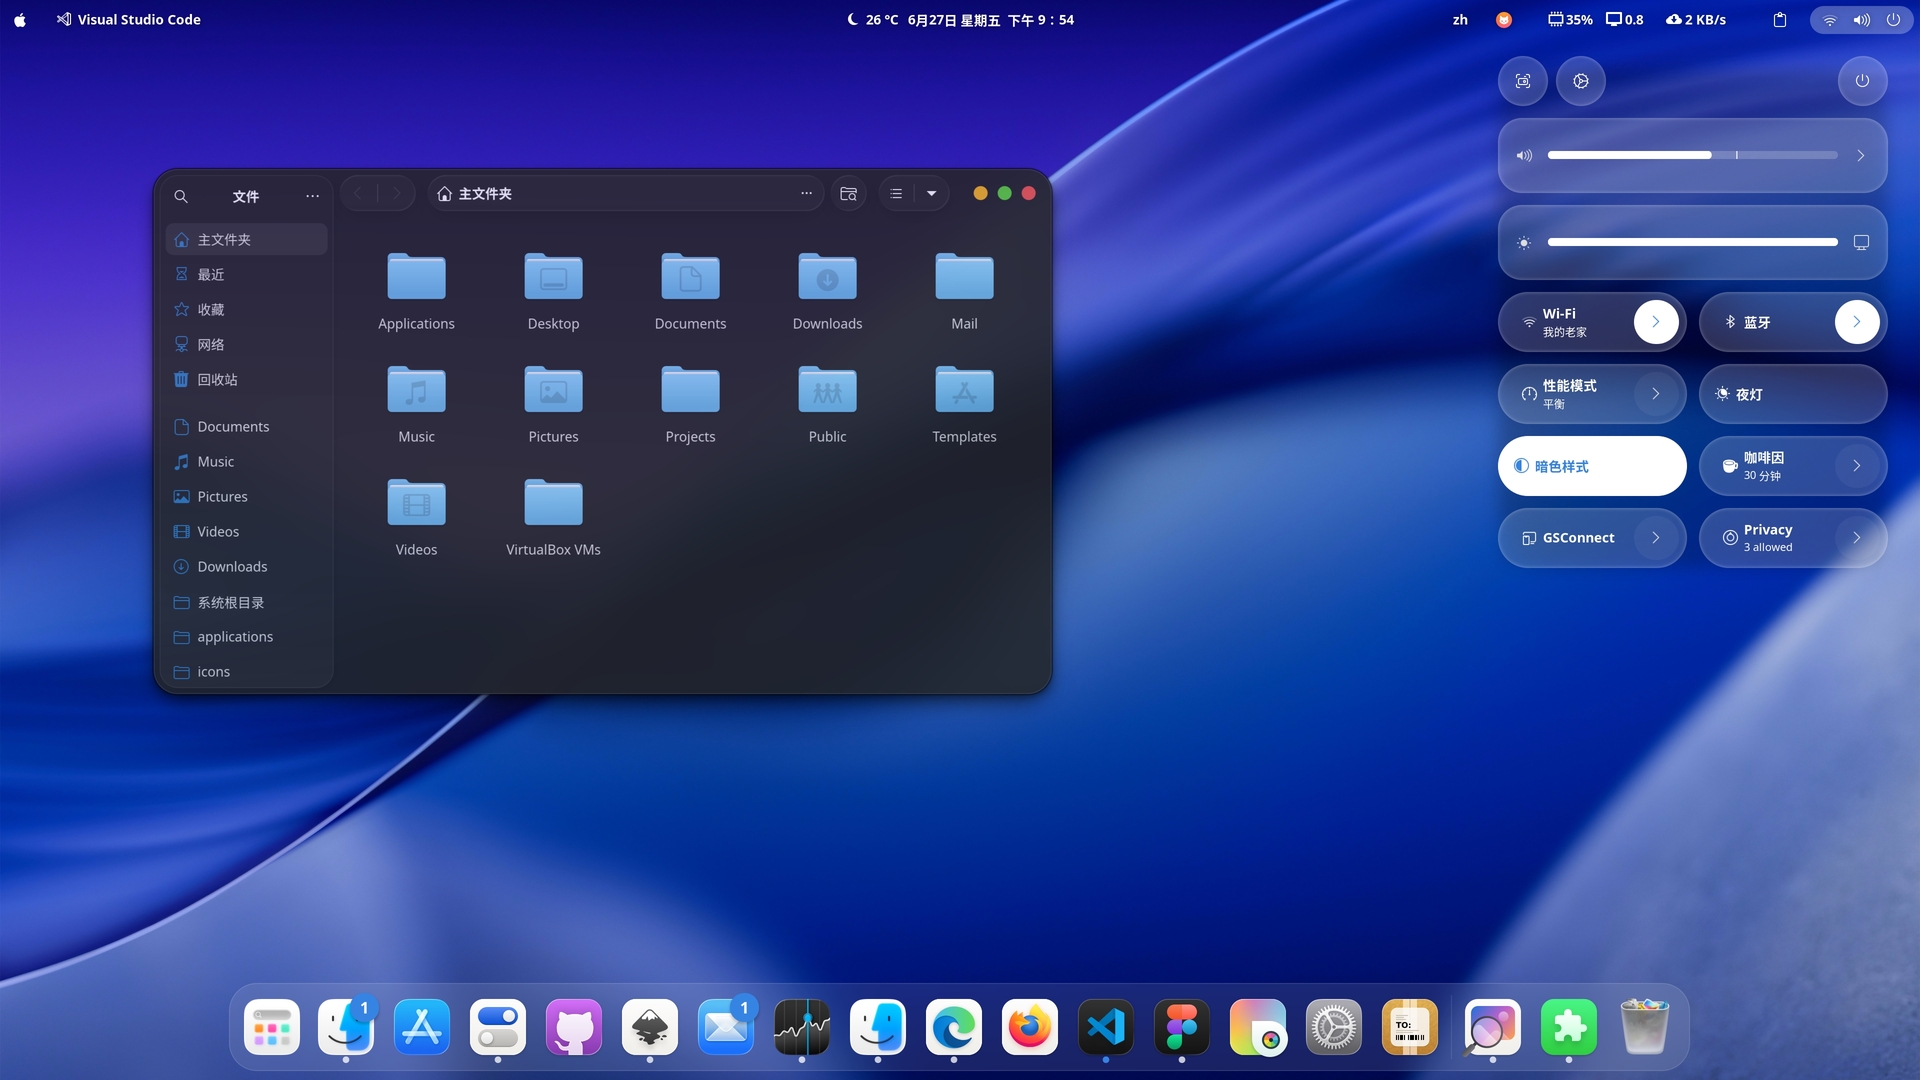 Visual Studio Code
26 °C 6月27日 星期五 下午 9：54
zh
35%
0.8
2 KB/s
文件
主文件夹
主文件夹
最近
收藏
网络
回收站
Documents
Music
Pictures
Videos
Downloads
系统根目录
applications
icons
Applications
Desktop
Documents
Downloads
Mail
Music
Pictures
Projects
Public
Templates
Videos
VirtualBox VMs
Wi-Fi
我的老家
蓝牙
性能模式
平衡
夜灯
暗色样式
咖啡因
30 分钟
GSConnect
Privacy
3 allowed
1
1
TO: